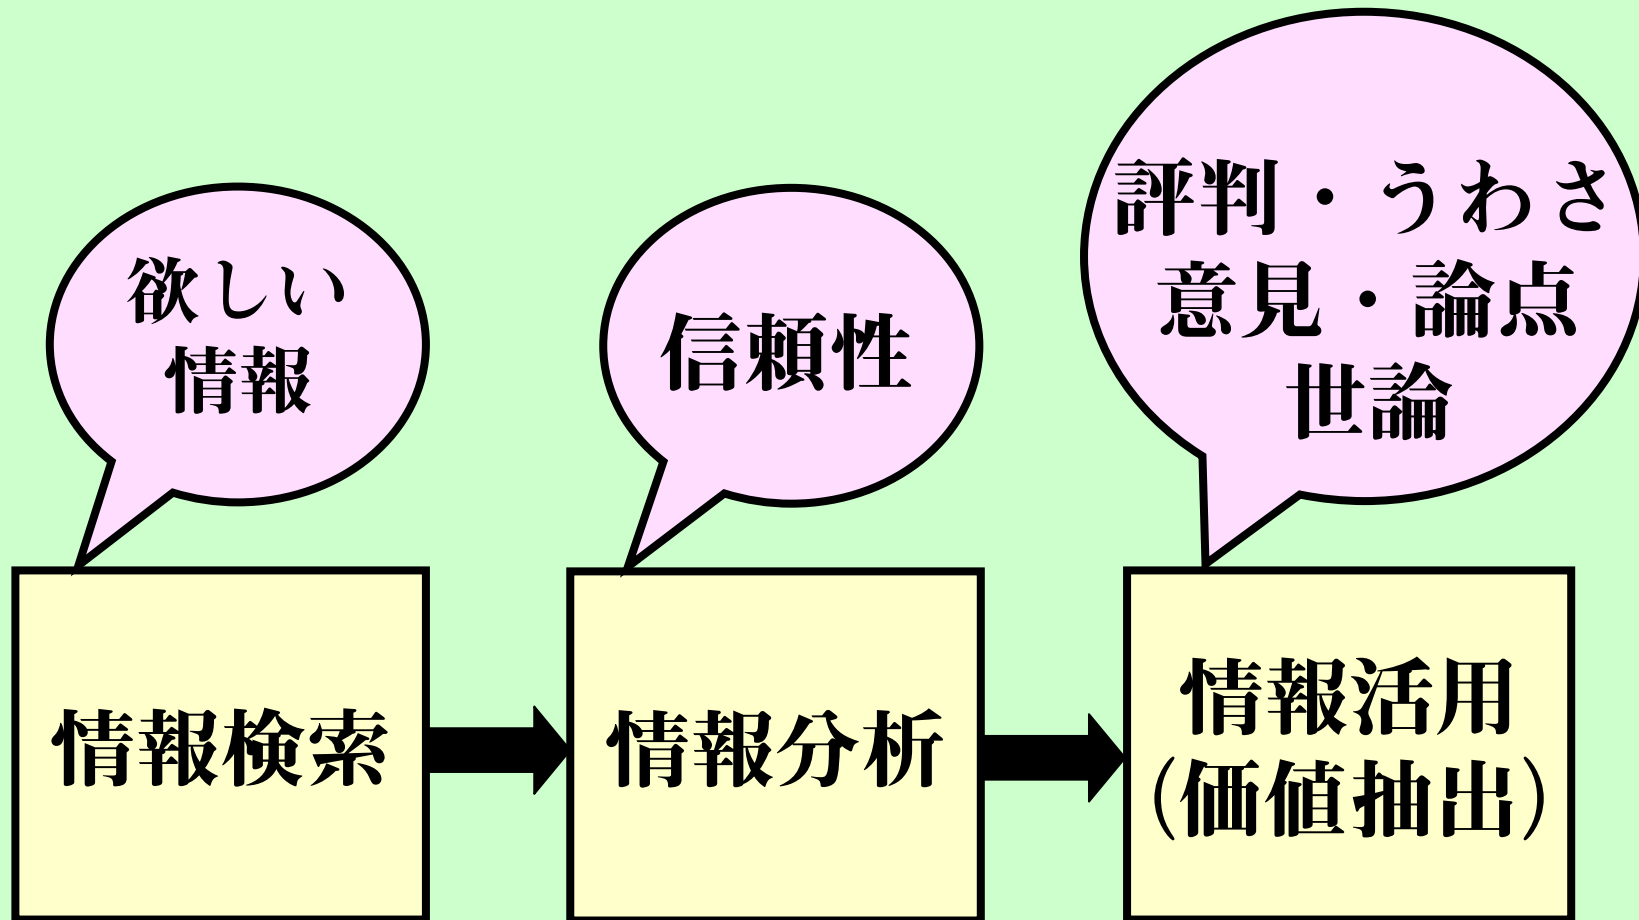 欲しい
情報
信頼性
評判・うわさ
意見・論点
世論
情報検索
情報分析
情報活用
(価値抽出)